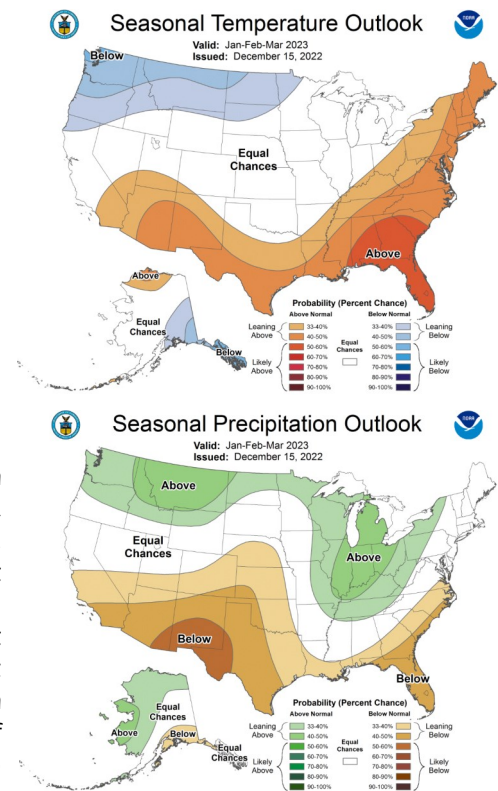 Seasonal Temperature Outlook
Valid: Jan-Feb-Mar 2023
Issued: December 15, 2022
Below
Equal
Chances
Above
Above
Equal
Chances
Below
Probability (Percent Chance)
Above Normal
Below Normal
Leaning
Above
33-40%
40-50%
50-60%
60-70%
70-80%
80-90%
90-100%
Likely
Above
Equal
Chances
33-40%
40-50%
50-60%
60-70%
70-80%
80-90%
90-100%
Leaning
Below
Likely
Below
Seasonal Precipitation Outlook
Valid: Jan-Feb-Mar 2023
Issued: December 15, 2022
Above
Equal
Chances
Above
Below
Below
Equal
Chances
Above
Below
Equal
Chances
Probability (Percent Chance)
Above Normal
Below Normal
Leaning
Above
33-40%
40-50%
50-60%
60-70%
70-80%
80-90%
90-100%
Likely
Above
Equal
Chances
33-40%
40-50%
50-60%
60-70%
70-80%
80-90%
90-100%
Leaning
Below
Likely
Below